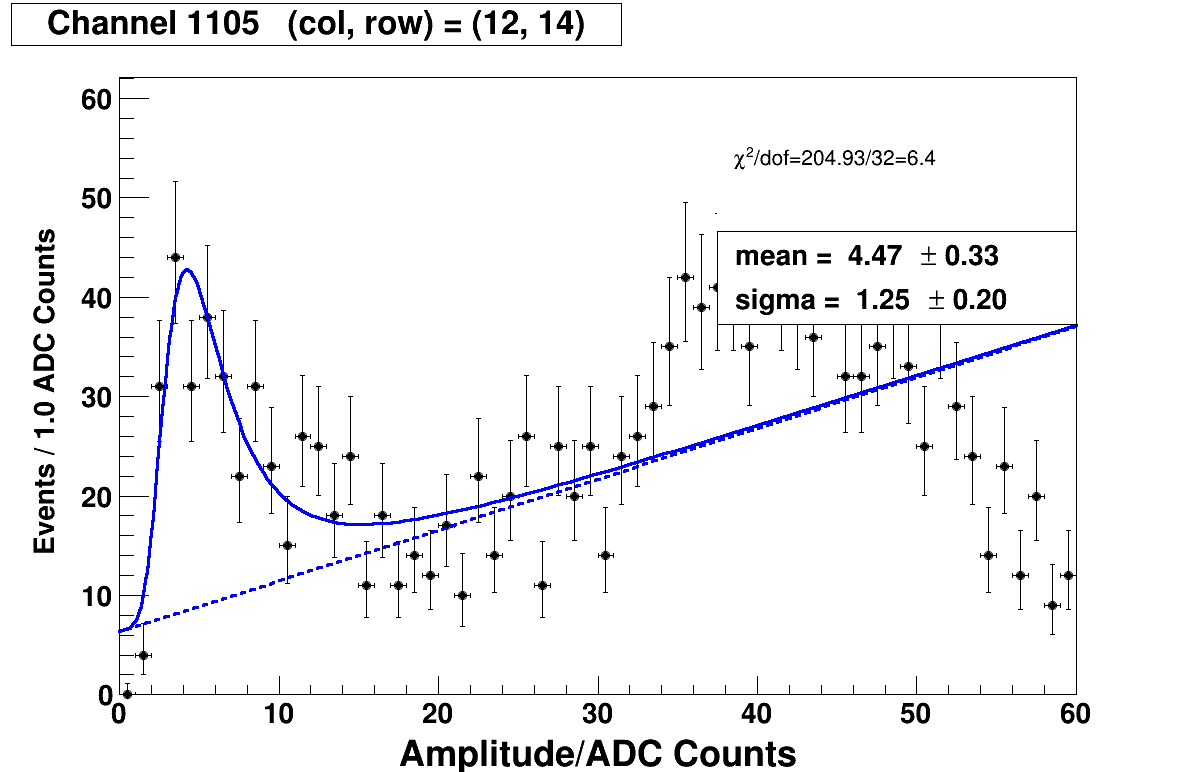 Channel 1105 (col, row) = (12, 14)
60
50
40
30
20
10
0
Events / 1.0 ADC Counts
χ²/dof=204.93/32=6.4
mean = 4.47 ± 0.33
sigma = 1.25 ± 0.20
0 10 20 30 40 50 60
Amplitude/ADC Counts